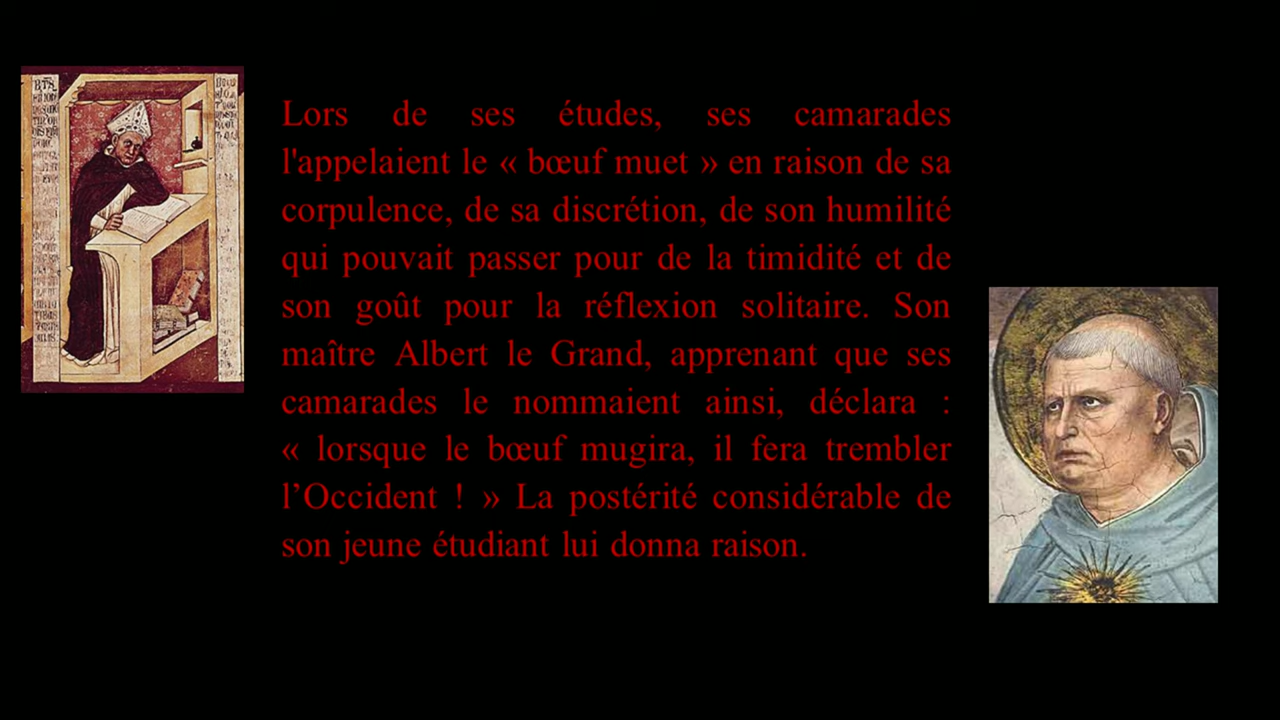 Lors de ses études, ses camarades
l'appelaient le « bœuf muet » en raison de sa
corpulence, de sa discrétion, de son humilité
qui pouvait passer pour de la timidité et de
son goût pour la réflexion solitaire. Son
maître Albert le Grand, apprenant que ses
camarades le nommaient ainsi, déclara :
« lorsque le bœuf mugira, il fera trembler
l’Occident ! » La postérité considérable de
son jeune étudiant lui donna raison.